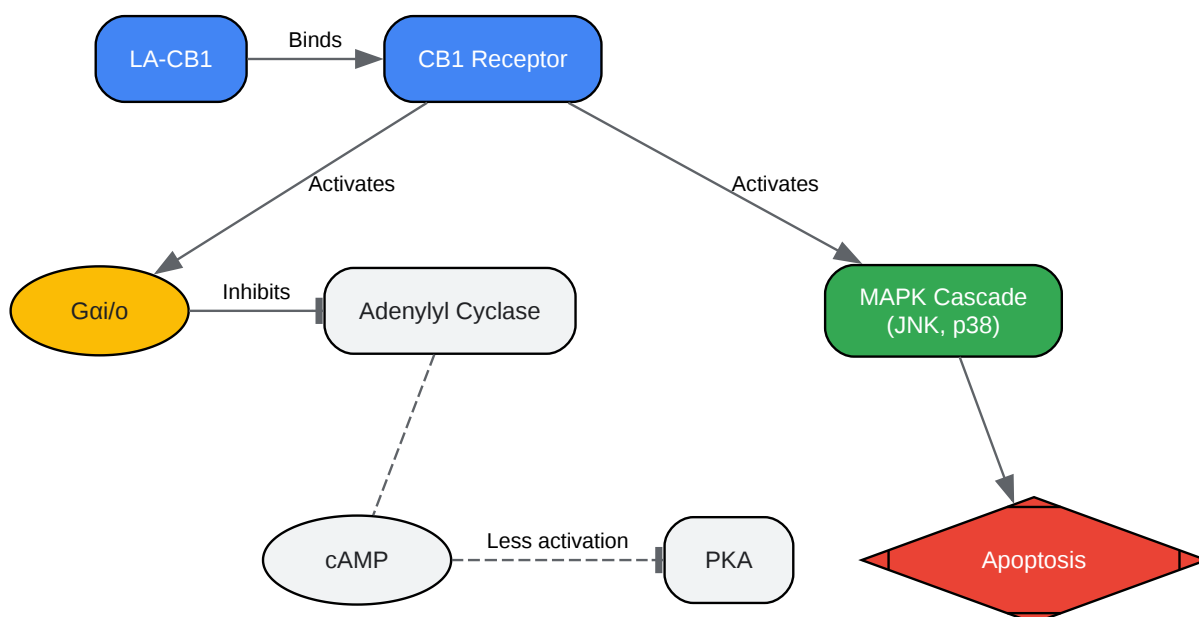 LA-CB1
Binds
CB1 Receptor
Activates
Activates
Gαi/o
Inhibits
Adenylyl Cyclase
MAPK Cascade
(JNK, p38)
cAMP
Less activation
PKA
Apoptosis